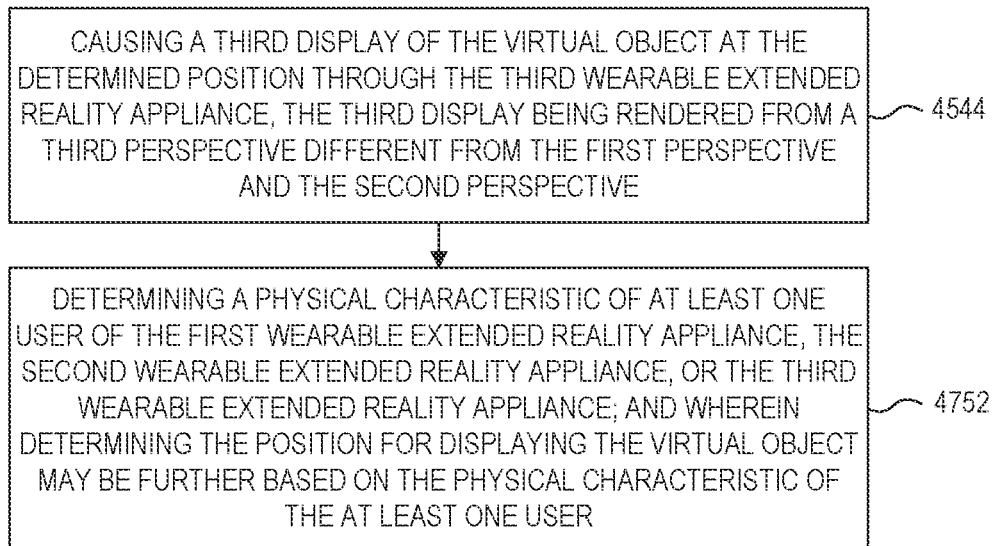 CAUSING A THIRD DISPLAY OF THE VIRTUAL OBJECT AT THE
DETERMINED POSITION THROUGH THE THIRD WEARABLE EXTENDED
REALITY APPLIANCE, THE THIRD DISPLAY BEING RENDERED FROM A
THIRD PERSPECTIVE DIFFERENT FROM THE FIRST PERSPECTIVE
AND THE SECOND PERSPECTIVE
4544
DETERMINING A PHYSICAL CHARACTERISTIC OF AT LEAST ONE
USER OF THE FIRST WEARABLE EXTENDED REALITY APPLIANCE, THE
SECOND WEARABLE EXTENDED REALITY APPLIANCE, OR THE THIRD
WEARABLE EXTENDED REALITY APPLIANCE; AND WHEREIN
DETERMINING THE POSITION FOR DISPLAYING THE VIRTUAL OBJECT
MAY BE FURTHER BASED ON THE PHYSICAL CHARACTERISTIC OF
THE AT LEAST ONE USER
4752